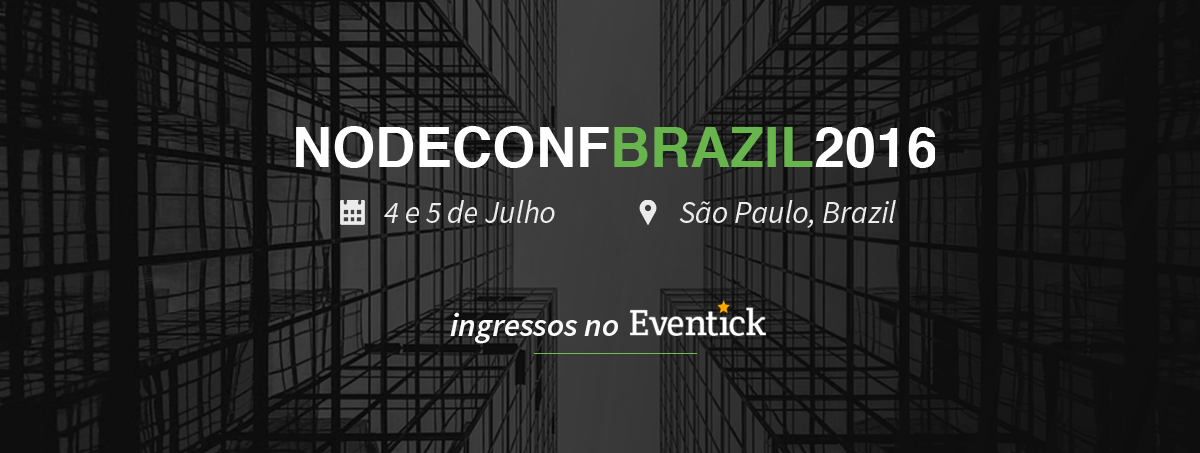 NODECONFBRAZIL2016
4 e 5 de Julho São Paulo, Brazil
ingressos no Eventick